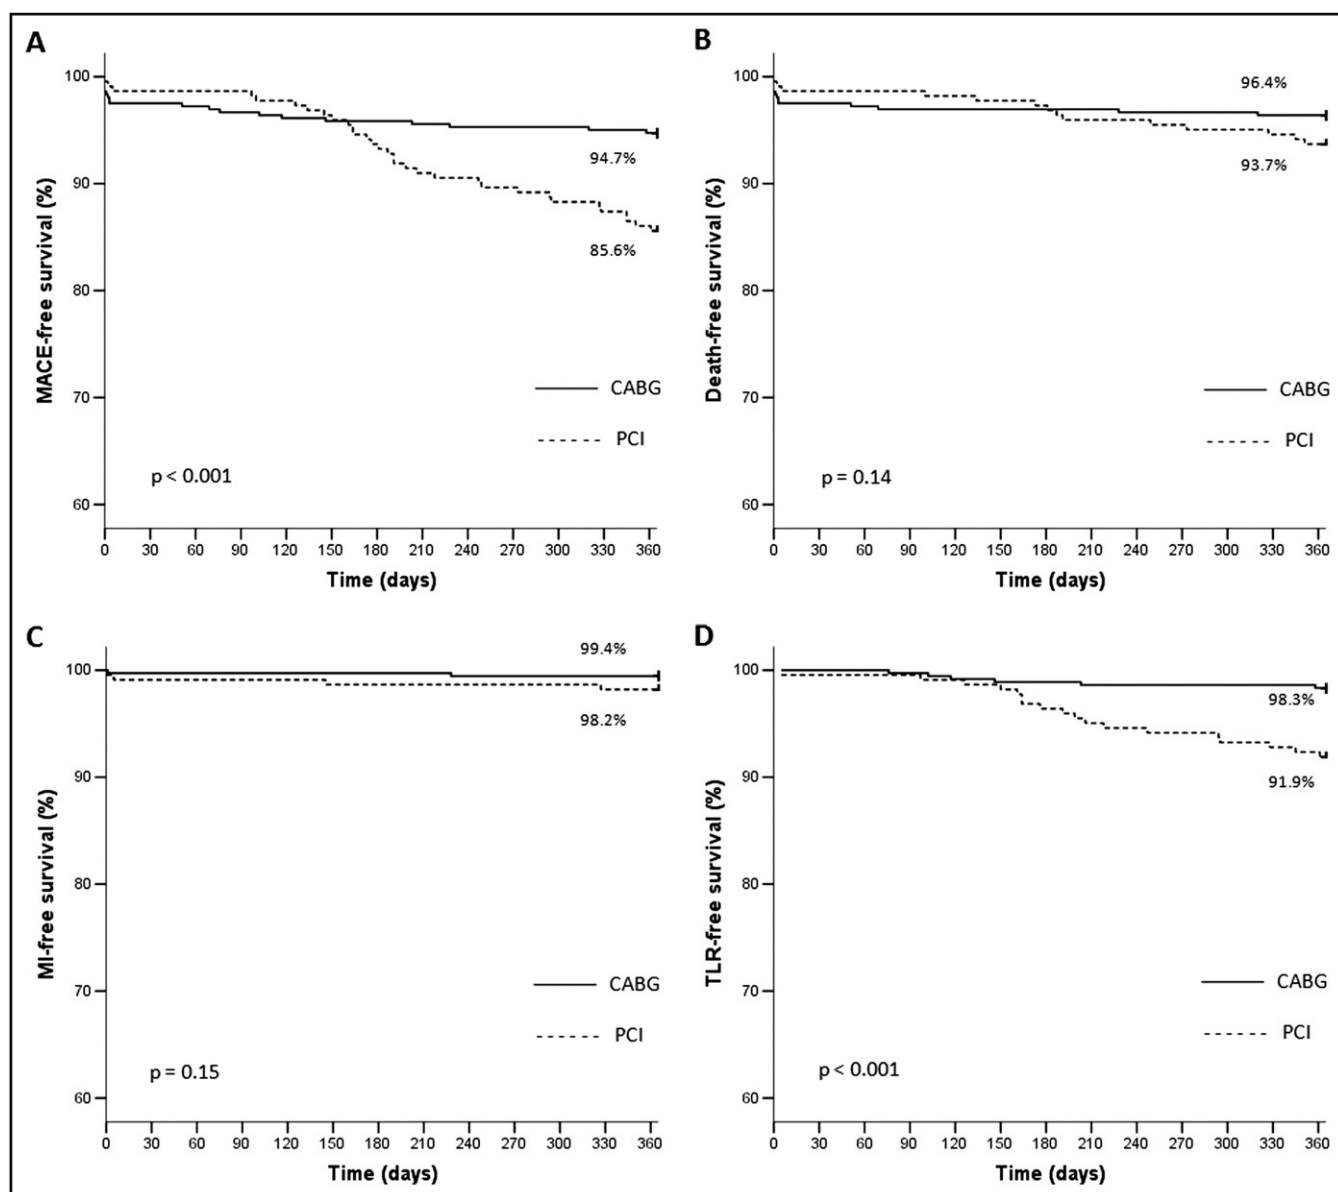 A
MACE-free survival (%)
100
90
80
70
60
94.7%
85.6%
CABG
PCI
p < 0.001
0 30 60 90 120 150 180 210 240 270 300 330 360
Time (days)
B
Death-free survival (%)
100
90
80
70
60
96.4%
93.7%
CABG
PCI
p = 0.14
0 30 60 90 120 150 180 210 240 270 300 330 360
Time (days)
C
MI-free survival (%)
100
90
80
70
60
99.4%
98.2%
CABG
PCI
p = 0.15
0 30 60 90 120 150 180 210 240 270 300 330 360
Time (days)
D
TLR-free survival (%)
100
90
80
70
60
98.3%
91.9%
CABG
PCI
p < 0.001
0 30 60 90 120 150 180 210 240 270 300 330 360
Time (days)